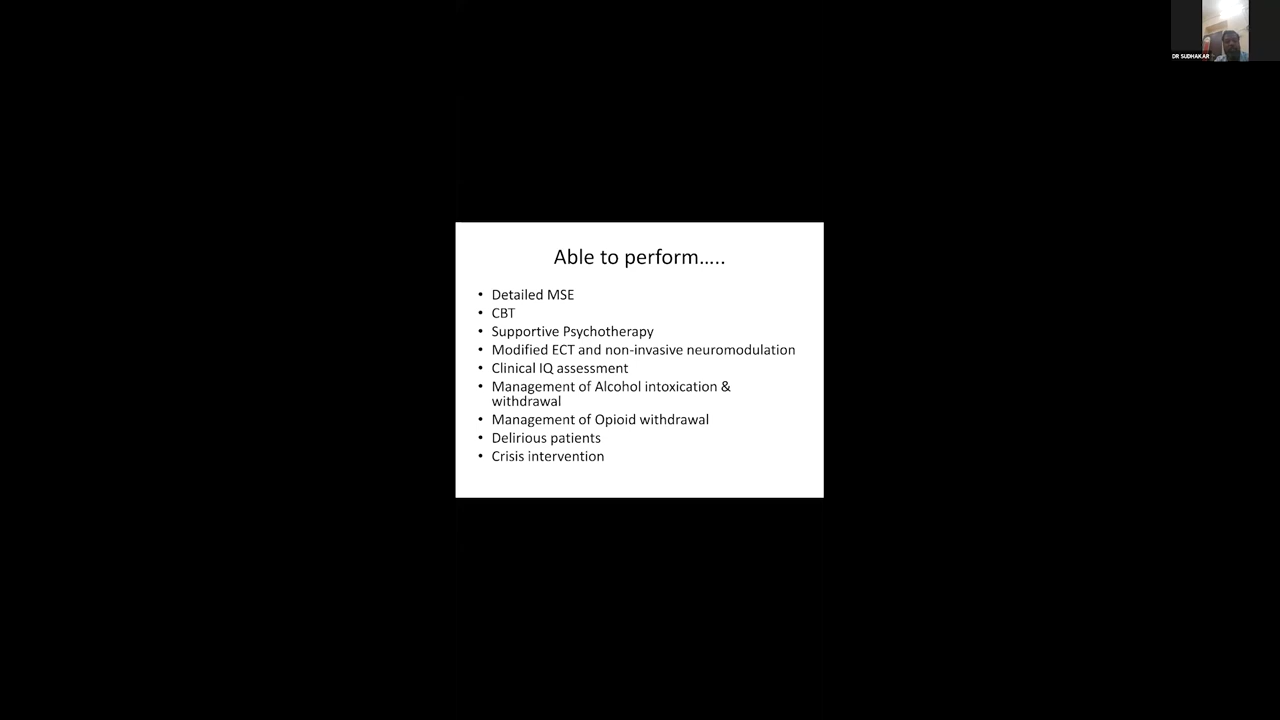 DR SUDHAKAR
Able to perform.....
• Detailed MSE
• CBT
• Supportive Psychotherapy
• Modified ECT and non-invasive neuromodulation
• Clinical IQ assessment
• Management of Alcohol intoxication &
withdrawal
• Management of Opioid withdrawal
• Delirious patients
• Crisis intervention